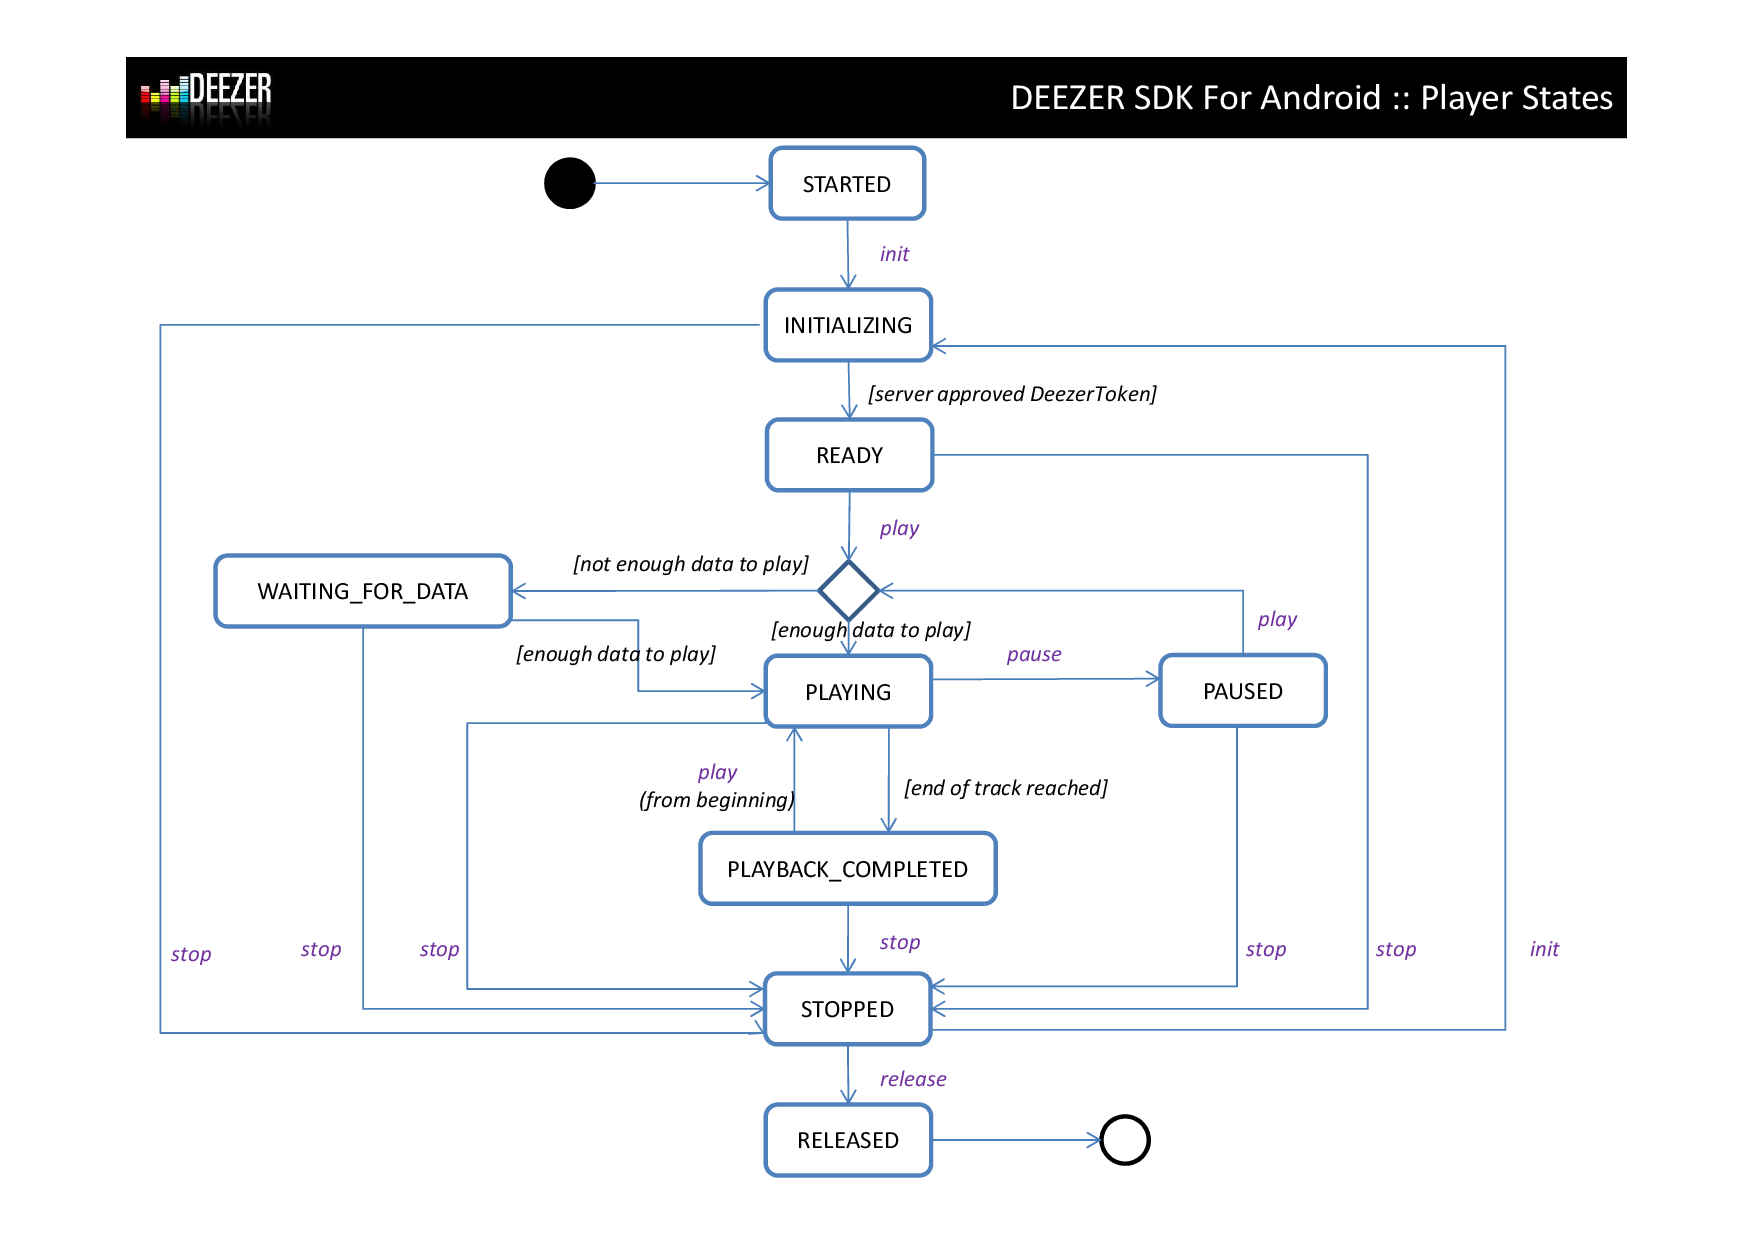 DEEZER
DEEZER SDK For Android :: Player States
STARTED
init
INITIALIZING
[server approved DeezerToken]
READY
play
[not enough data to play]
WAITING_FOR_DATA
play
[enough data to play]
[enough data to play]
pause
PLAYING
PAUSED
play
(from beginning)
[end of track reached]
PLAYBACK_COMPLETED
stop
stop
stop
stop
stop
stop
init
STOPPED
release
RELEASED